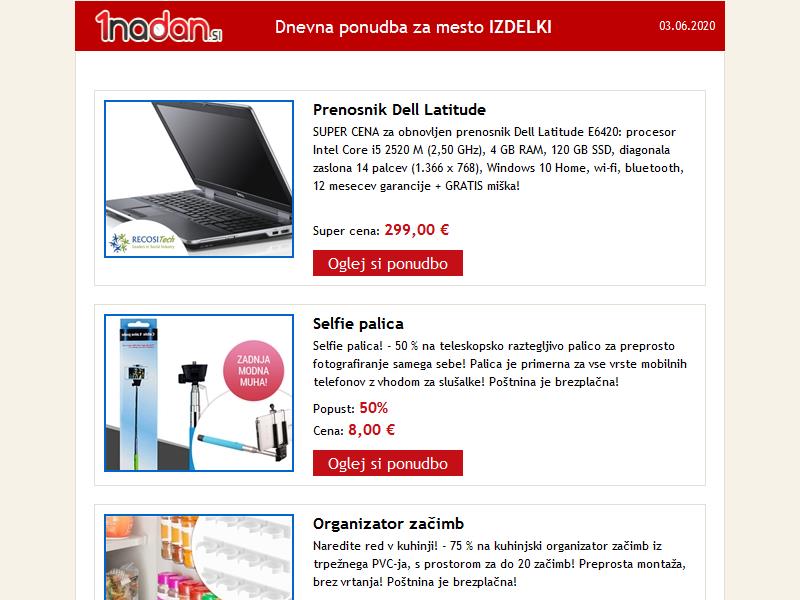 1nadan.si
Dnevna ponudba za mesto IZDELKI
03.06.2020
Prenosnik Dell Latitude
SUPER CENA za obnovljen prenosnik Dell Latitude E6420: procesor
Intel Core i5 2520 M (2,50 GHz), 4 GB RAM, 120 GB SSD, diagonala
zaslona 14 palcev (1.366 x 768), Windows 10 Home, wi-fi, bluetooth,
12 mesecev garancije + GRATIS miška!
RECOSITech
Leaders in Social Industry
Super cena: 299,00 €
Oglej si ponudbo
Selfie palica
Selfie palica! - 50 % na teleskopsko raztegljivo palico za preprosto
fotografiranje samega sebe! Palica je primerna za vse vrste mobilnih
telefonov z vhodom za slušalke! Poštnina je brezplačna!
ZADNJA
MODNA
MUHA!
Popust: 50%
Cena: 8,00 €
Oglej si ponudbo
Organizator začimb
Naredite red v kuhinji! - 75 % na kuhinjski organizator začimb iz
trpežnega PVC-ja, s prostorom za do 20 začimb! Preprosta montaža,
brez vrtanja! Poštnina je brezplačna!